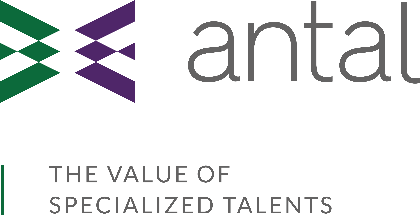 antal
THE VALUE OF
SPECIALIZED TALENTS